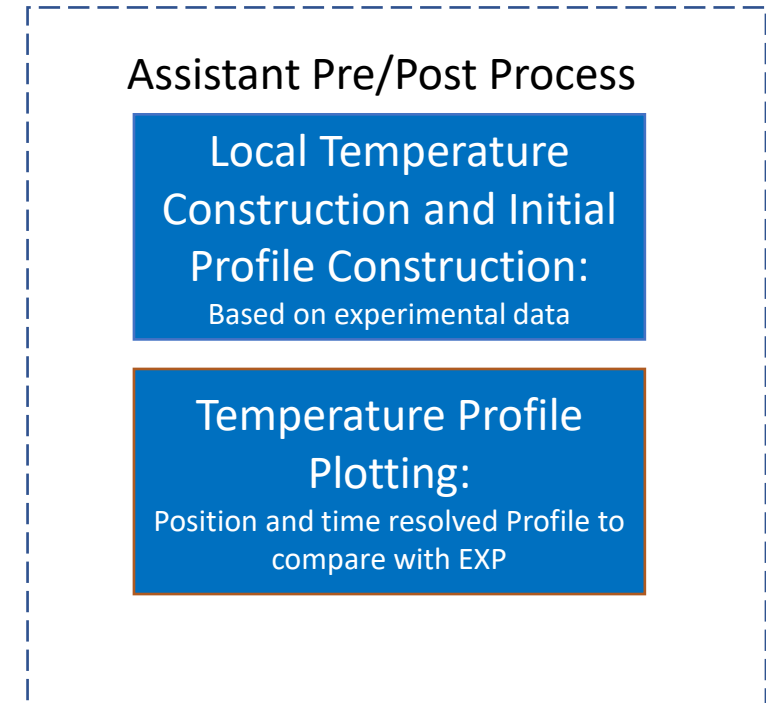 Assistant Pre/Post Process
Local Temperature
Construction and Initial
Profile Construction:
Based on experimental data
Temperature Profile
Plotting:
Position and time resolved Profile to
compare with EXP